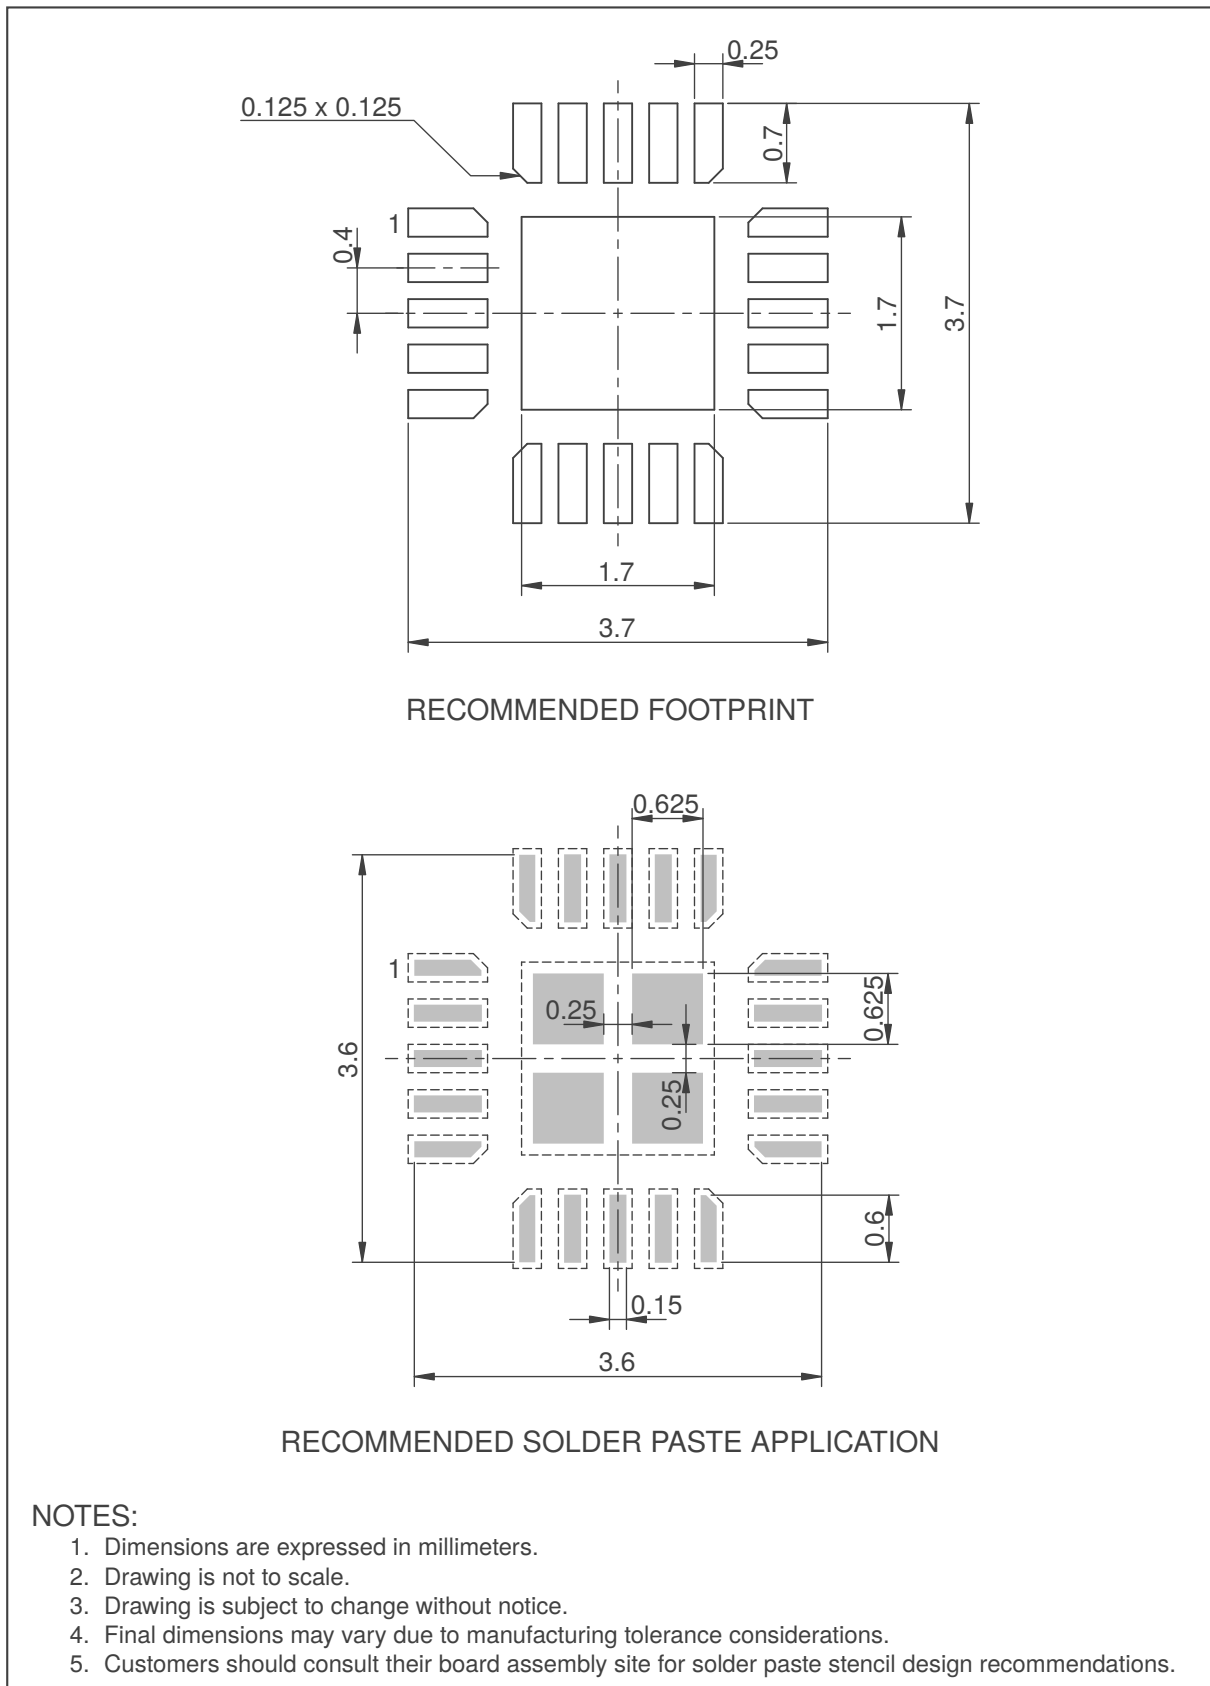 0.25
0.125 x 0.125
0.7
1
0.4
1.7
3.7
1.7
3.7
RECOMMENDED FOOTPRINT
0.625
1
0.25
0.625
3.6
0.25
0.6
0.15
3.6
RECOMMENDED SOLDER PASTE APPLICATION
NOTES:
1. Dimensions are expressed in millimeters.
2. Drawing is not to scale.
3. Drawing is subject to change without notice.
4. Final dimensions may vary due to manufacturing tolerance considerations.
5. Customers should consult their board assembly site for solder paste stencil design recommendations.